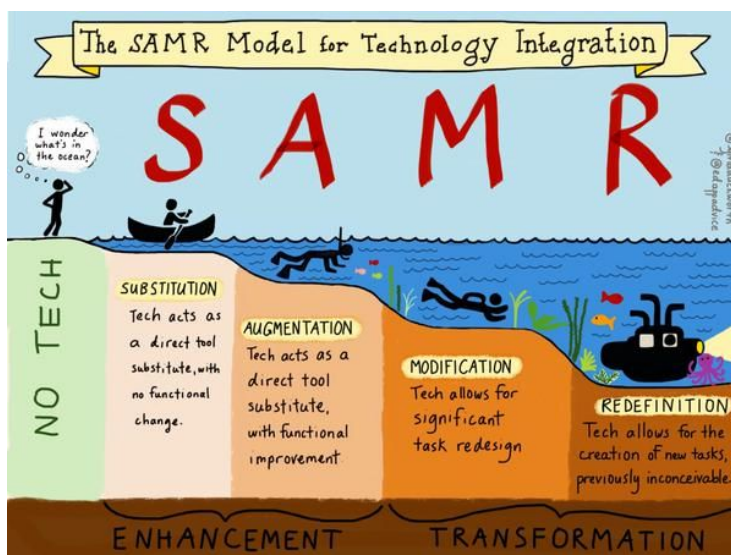 The SAMR Model for Technology Integration
S A M R
I wonder
what's in
the ocean?
NO TECH
SUBSTITUTION
Tech acts as
a direct tool
substitute, with
no functional
change.
AUGMENTATION
Tech acts as a
direct tool
substitute,
with functional
improvement
MODIFICATION
Tech allows for
significant
task redesign
REDEFINITION
Tech allows for the
creation of new tasks,
previously inconceivable.
ENHANCEMENT
TRANSFORMATION
@edappadvice